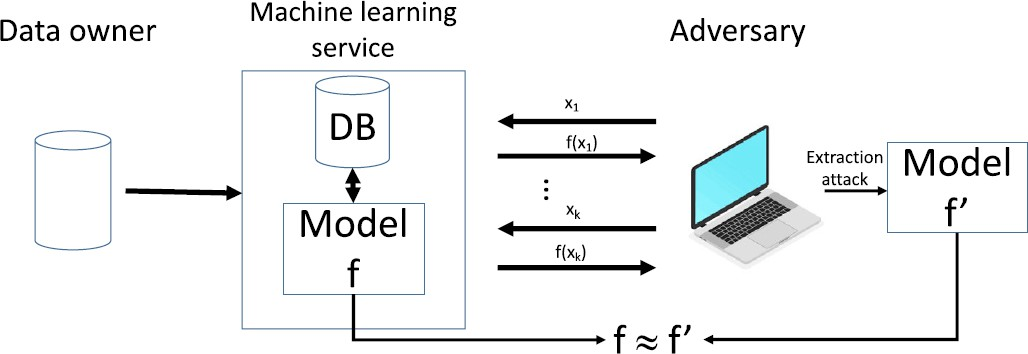 Data owner
Machine learning
service
Adversary
DB
Model
f
x₁
f(x₁)
⋮
xₖ
f(xₖ)
Extraction
attack
Model
f’
f ≈ f’